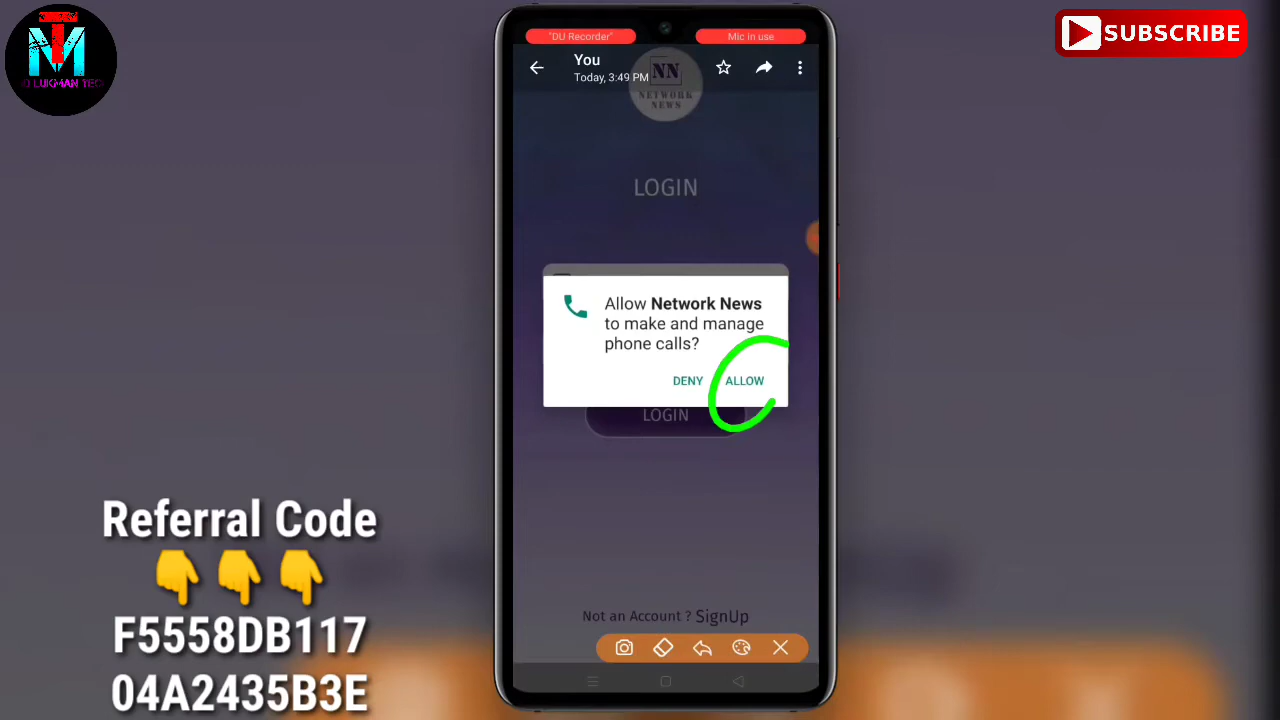 SUBSCRIBE
"DU Recorder"
Mic in use
You
Today, 3:49 PM
NN
NETWORK
NEWS
LOGIN
Allow Network News
to make and manage
phone calls?
DENY
ALLOW
LOGIN
Not an Account ? SignUp
Referral Code
👇👇👇
F5558DB117
04A2435B3E